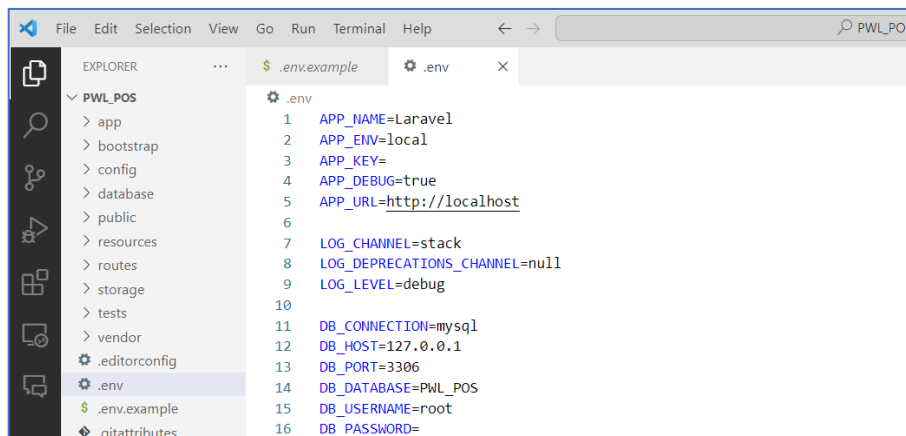 File Edit Selection View Go Run Terminal Help PWL_PO
EXPLORER
PWL_POS
app
bootstrap
config
database
public
resources
routes
storage
tests
vendor
.editorconfig
.env
$ .env.example
.gitattributes
$ .env.example .env
.env
1 APP_NAME=Laravel
2 APP_ENV=local
3 APP_KEY=
4 APP_DEBUG=true
5 APP_URL=http://localhost
6
7 LOG_CHANNEL=stack
8 LOG_DEPRECATIONS_CHANNEL=null
9 LOG_LEVEL=debug
10
11 DB_CONNECTION=mysql
12 DB_HOST=127.0.0.1
13 DB_PORT=3306
14 DB_DATABASE=PWL_POS
15 DB_USERNAME=root
16 DB_PASSWORD=